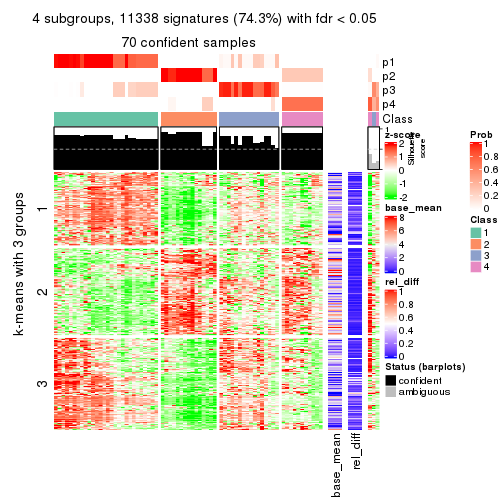 4 subgroups, 11338 signatures (74.3%) with fdr < 0.05
70 confident samples
p1
p2
p3
p4
Class
1
Silhouette
score
k-means with 3 groups
1
2
3
base_mean
rel_diff
z-score
2
1
0
-1
-2
base_mean
8
6
4
2
0
rel_diff
1
0.8
0.6
0.4
0.2
0
Status (barplots)
confident
ambiguous
Prob
1
0.8
0.6
0.4
0.2
0
Class
1
2
3
4